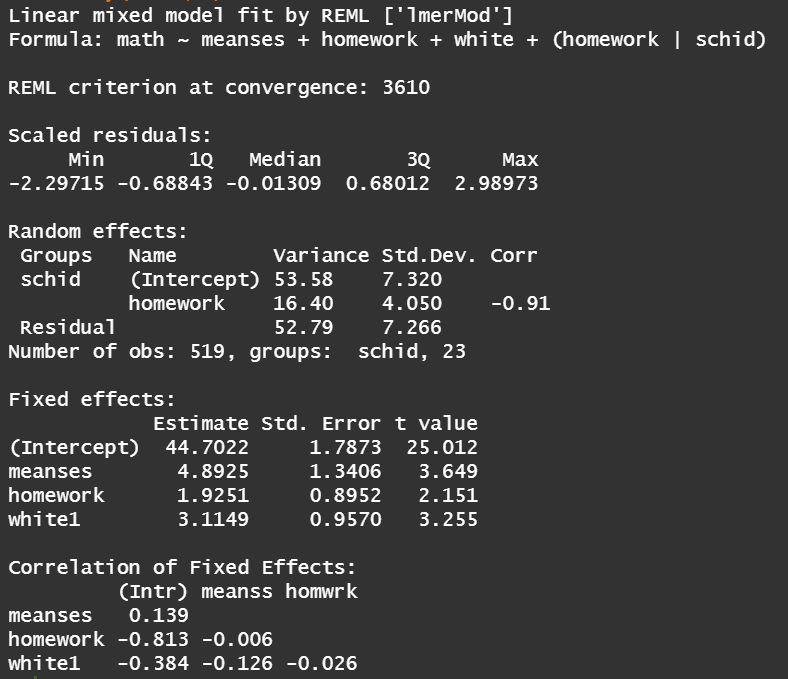 Linear mixed model fit by REML ['lmerMod']
Formula: math ~ meanses + homework + white + (homework | schid)
REML criterion at convergence: 3610
Scaled residuals:
     Min       1Q   Median       3Q      Max
-2.29715 -0.68843 -0.01309  0.68012  2.98973
Random effects:
 Groups   Name        Variance Std.Dev. Corr
 schid    (Intercept) 53.58    7.320
          homework    16.40    4.050    -0.91
 Residual             52.79    7.266
Number of obs: 519, groups:  schid, 23
Fixed effects:
            Estimate Std. Error t value
(Intercept)  44.7022     1.7873  25.012
meanses       4.8925     1.3406   3.649
homework      1.9251     0.8952   2.151
white1        3.1149     0.9570   3.255
Correlation of Fixed Effects:
         (Intr) meanss homwrk
meanses   0.139
homework -0.813 -0.006
white1   -0.384 -0.126 -0.026